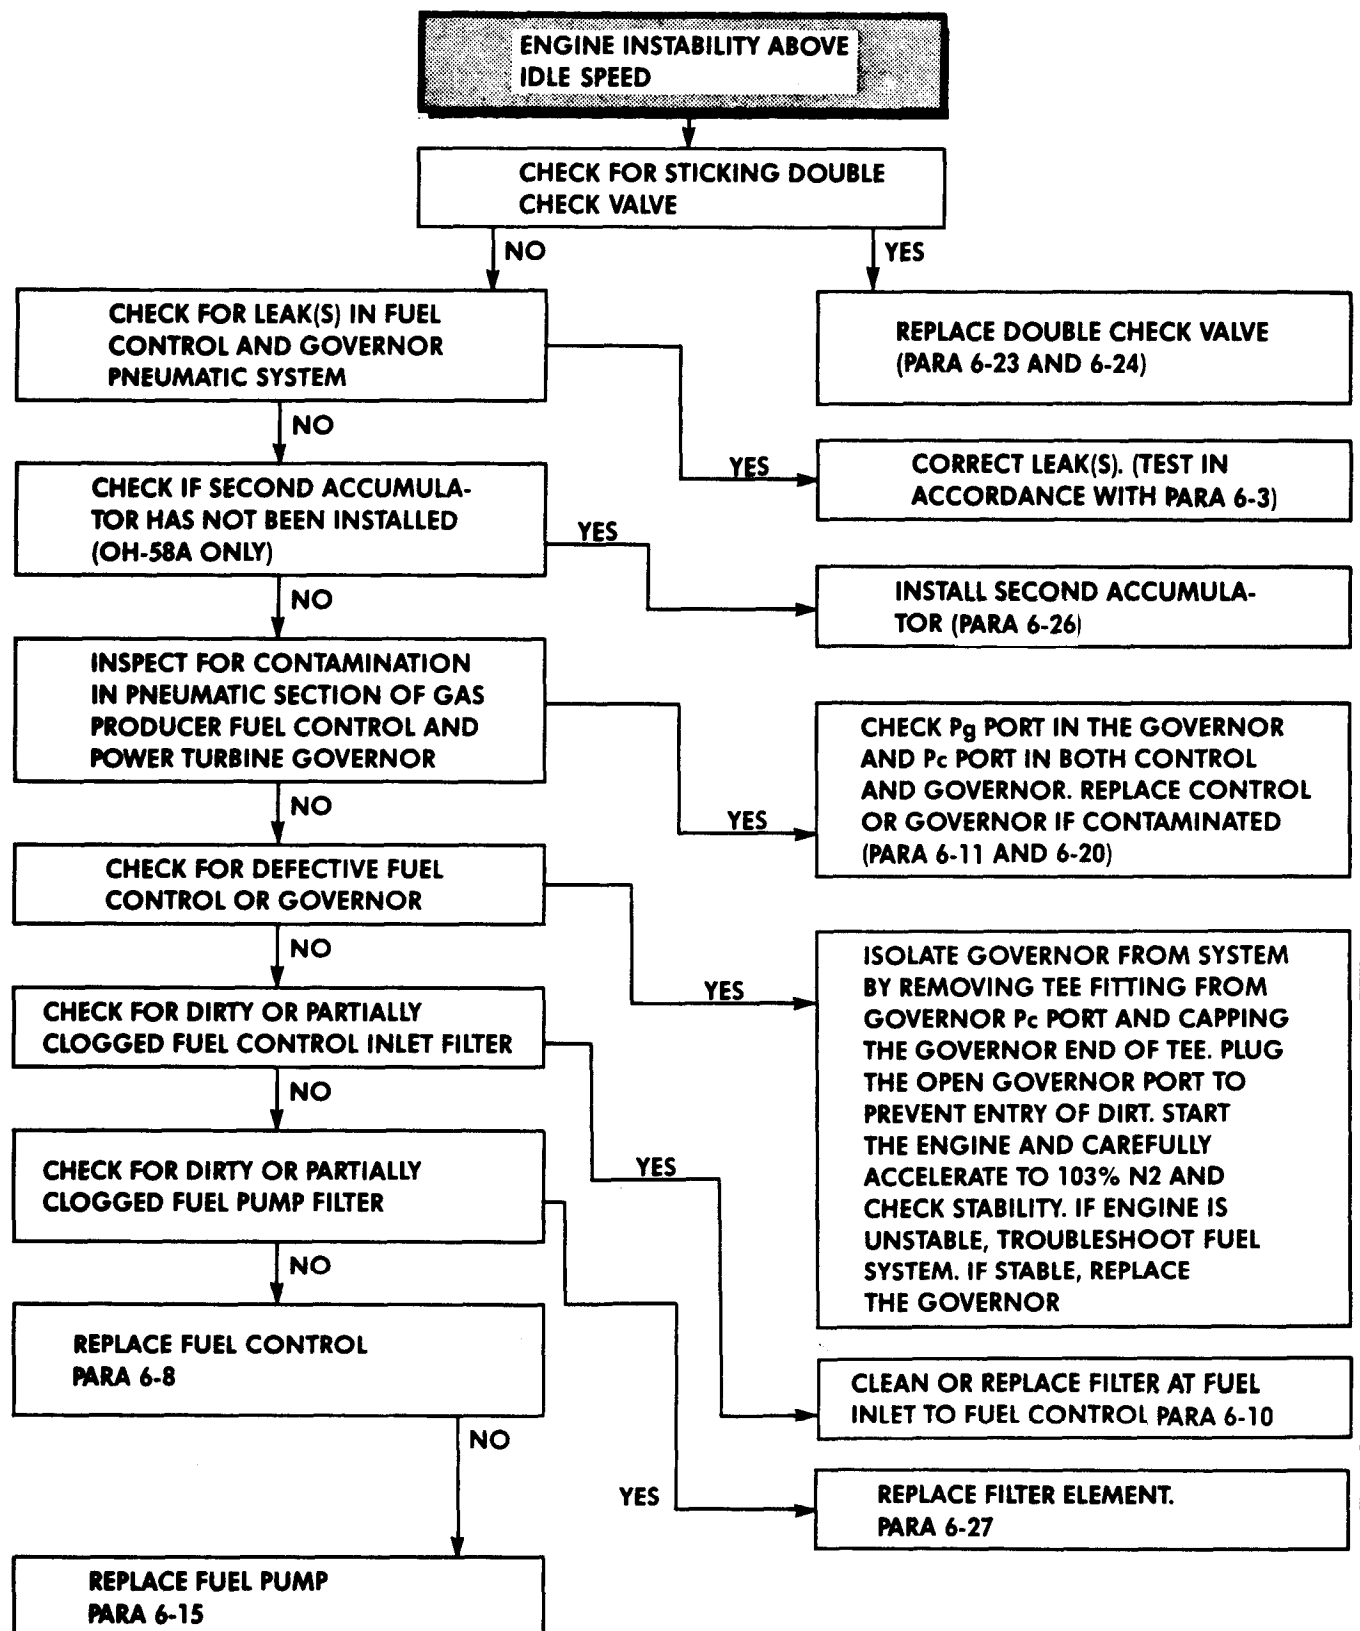 ENGINE INSTABILITY ABOVE
IDLE SPEED
CHECK FOR STICKING DOUBLE
CHECK VALVE
NO
YES
CHECK FOR LEAK(S) IN FUEL
CONTROL AND GOVERNOR
PNEUMATIC SYSTEM
REPLACE DOUBLE CHECK VALVE
(PARA 6-23 AND 6-24)
NO
YES
CORRECT LEAK(S). (TEST IN
ACCORDANCE WITH PARA 6-3)
CHECK IF SECOND ACCUMULA-
TOR HAS NOT BEEN INSTALLED
(OH-58A ONLY)
YES
INSTALL SECOND ACCUMULA-
TOR (PARA 6-26)
NO
INSPECT FOR CONTAMINATION
IN PNEUMATIC SECTION OF GAS
PRODUCER FUEL CONTROL AND
POWER TURBINE GOVERNOR
YES
CHECK Pg PORT IN THE GOVERNOR
AND Pc PORT IN BOTH CONTROL
AND GOVERNOR. REPLACE CONTROL
OR GOVERNOR IF CONTAMINATED
(PARA 6-11 AND 6-20)
NO
CHECK FOR DEFECTIVE FUEL
CONTROL OR GOVERNOR
YES
ISOLATE GOVERNOR FROM SYSTEM
BY REMOVING TEE FITTING FROM
GOVERNOR Pc PORT AND CAPPING
THE GOVERNOR END OF TEE. PLUG
THE OPEN GOVERNOR PORT TO
PREVENT ENTRY OF DIRT. START
THE ENGINE AND CAREFULLY
ACCELERATE TO 103% N2 AND
CHECK STABILITY. IF ENGINE IS
UNSTABLE, TROUBLESHOOT FUEL
SYSTEM. IF STABLE, REPLACE
THE GOVERNOR
NO
CHECK FOR DIRTY OR PARTIALLY
CLOGGED FUEL CONTROL INLET FILTER
YES
CLEAN OR REPLACE FILTER AT FUEL
INLET TO FUEL CONTROL PARA 6-10
NO
CHECK FOR DIRTY OR PARTIALLY
CLOGGED FUEL PUMP FILTER
YES
REPLACE FILTER ELEMENT.
PARA 6-27
NO
REPLACE FUEL CONTROL
PARA 6-8
NO
REPLACE FUEL PUMP
PARA 6-15